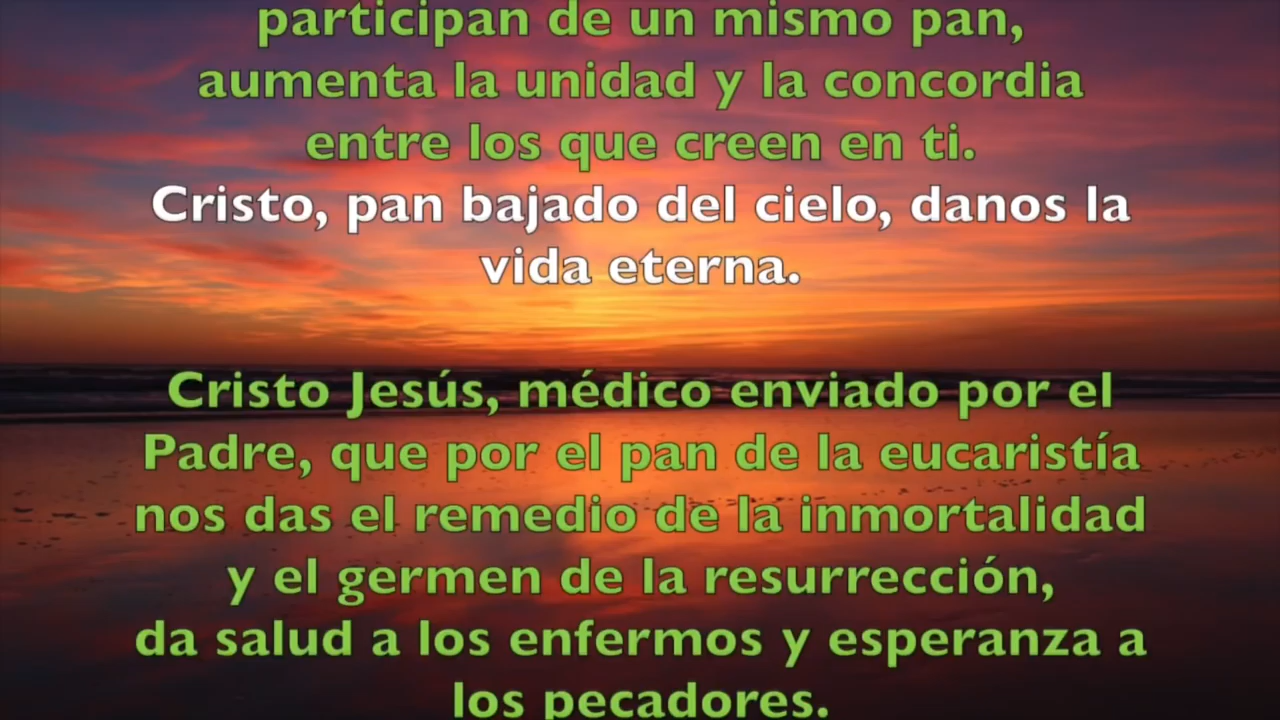 participan de un mismo pan,
aumenta la unidad y la concordia
entre los que creen en ti.
Cristo, pan bajado del cielo, danos la
vida eterna.
Cristo Jesús, médico enviado por el
Padre, que por el pan de la eucaristía
nos das el remedio de la inmortalidad
y el germen de la resurrección,
da salud a los enfermos y esperanza a
los pecadores.